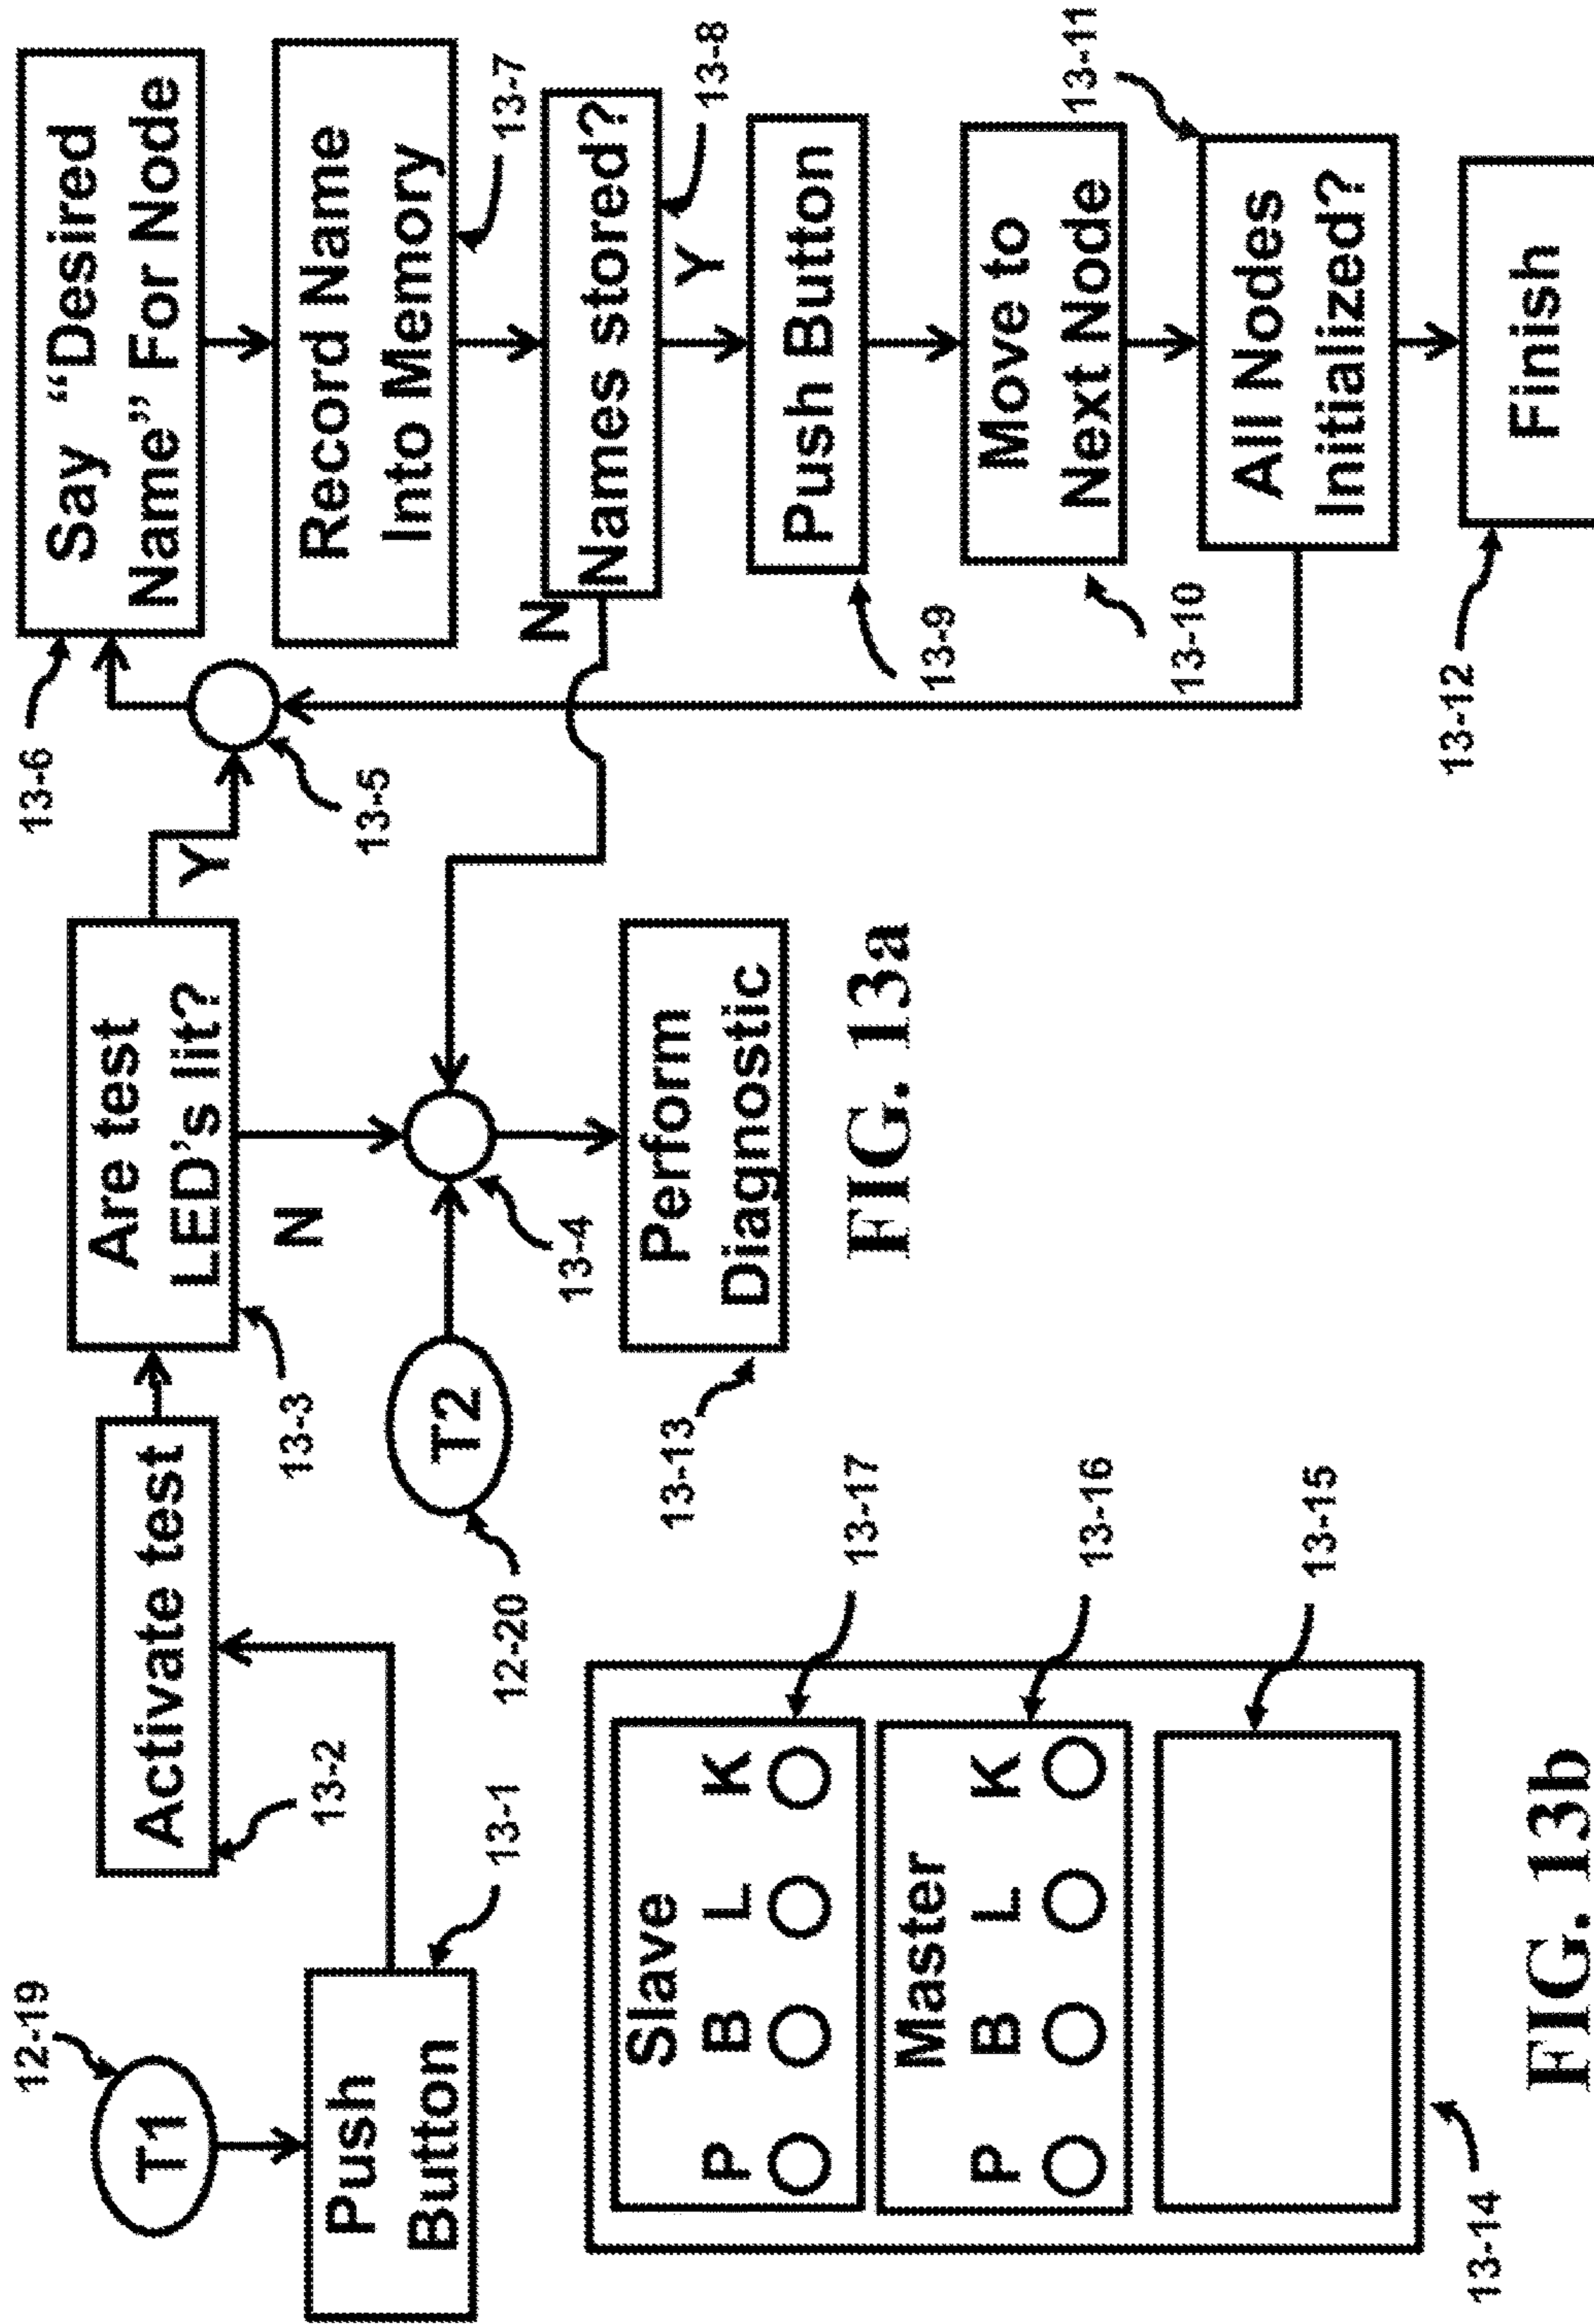 12-19
T1
Push
Button
13-1
Activate test
13-2
Are test
LED's lit?
13-3
Y
N
T2
12-20
13-4
Perform
Diagnostic
13-13
13-5
13-6
Say “Desired
Name” For Node
Record Name
Into Memory
13-7
Names stored?
13-8
N
Y
Push Button
13-9
Move to
Next Node
13-10
All Nodes
Initialized?
13-11
Finish
13-12
FIG. 13a
Slave
P B L K
13-17
Master
P B L K
13-16
13-15
13-14
FIG. 13b